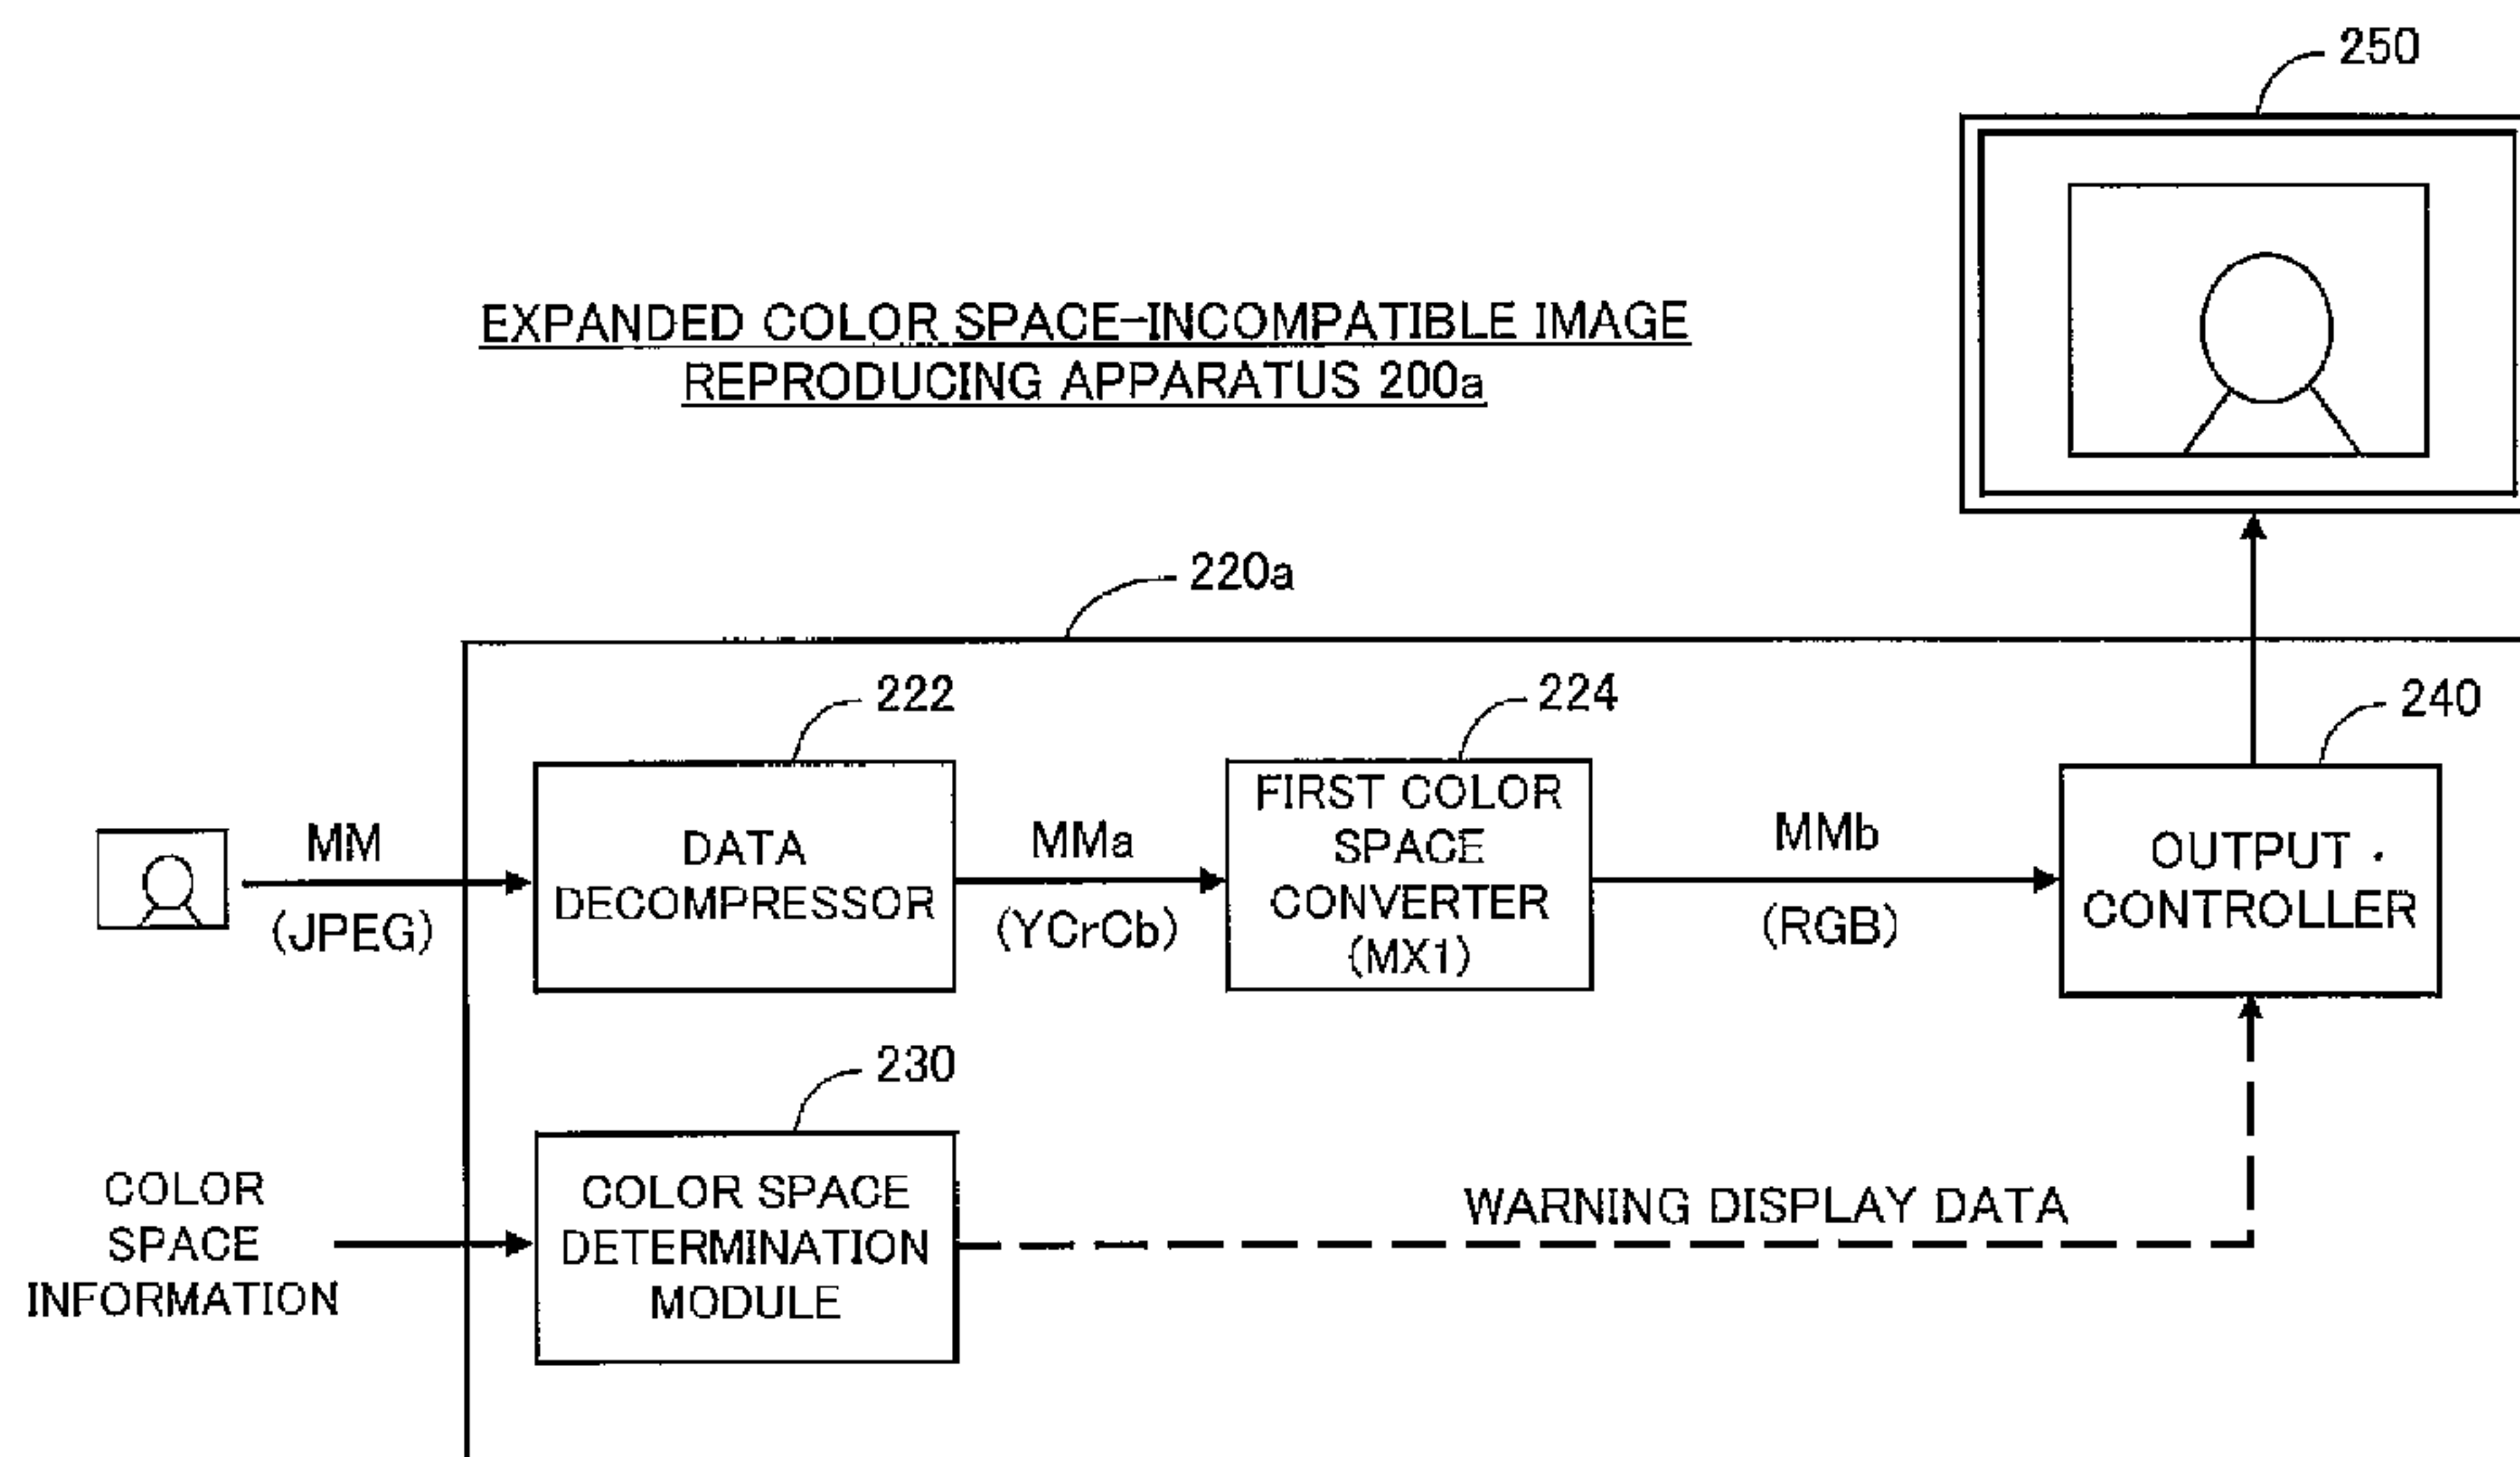 250
EXPANDED COLOR SPACE-INCOMPATIBLE IMAGE
REPRODUCING APPARATUS 200a
220a
222
224
240
MM
(JPEG)
DATA
DECOMPRESSOR
MMa
(YCrCb)
FIRST COLOR
SPACE
CONVERTER
(MX1)
MMb
(RGB)
OUTPUT
CONTROLLER
230
COLOR
SPACE
INFORMATION
COLOR SPACE
DETERMINATION
MODULE
WARNING DISPLAY DATA